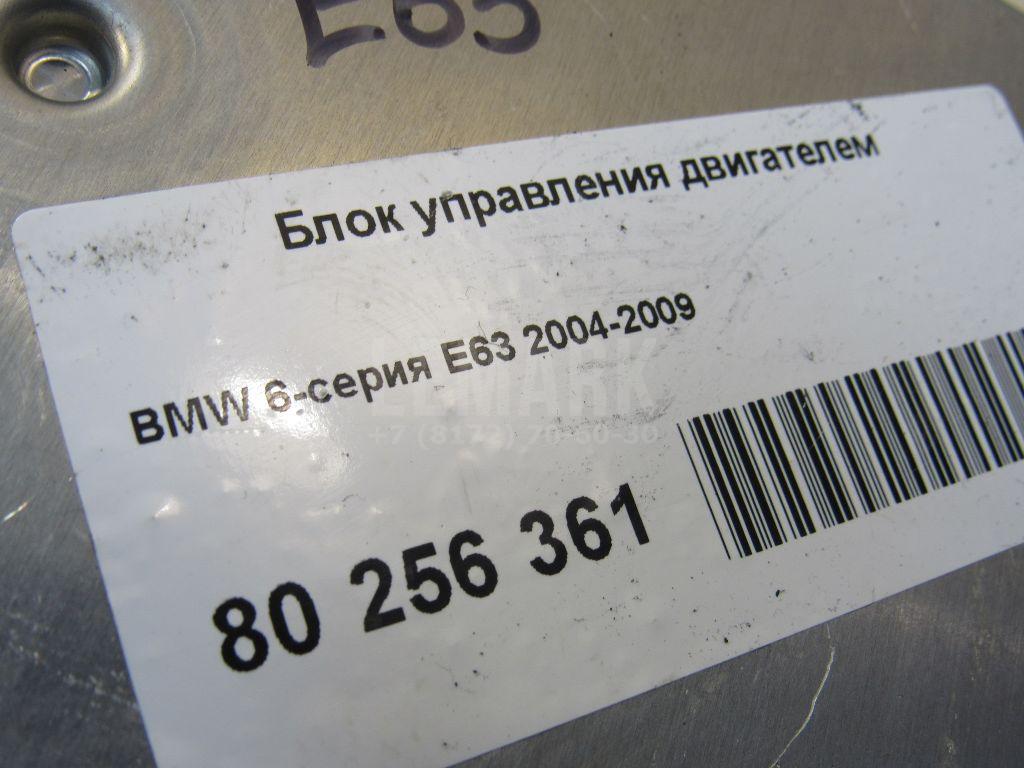 E63
Блок управления двигателем
BMW 6-серия E63 2004-2009
80 256 361